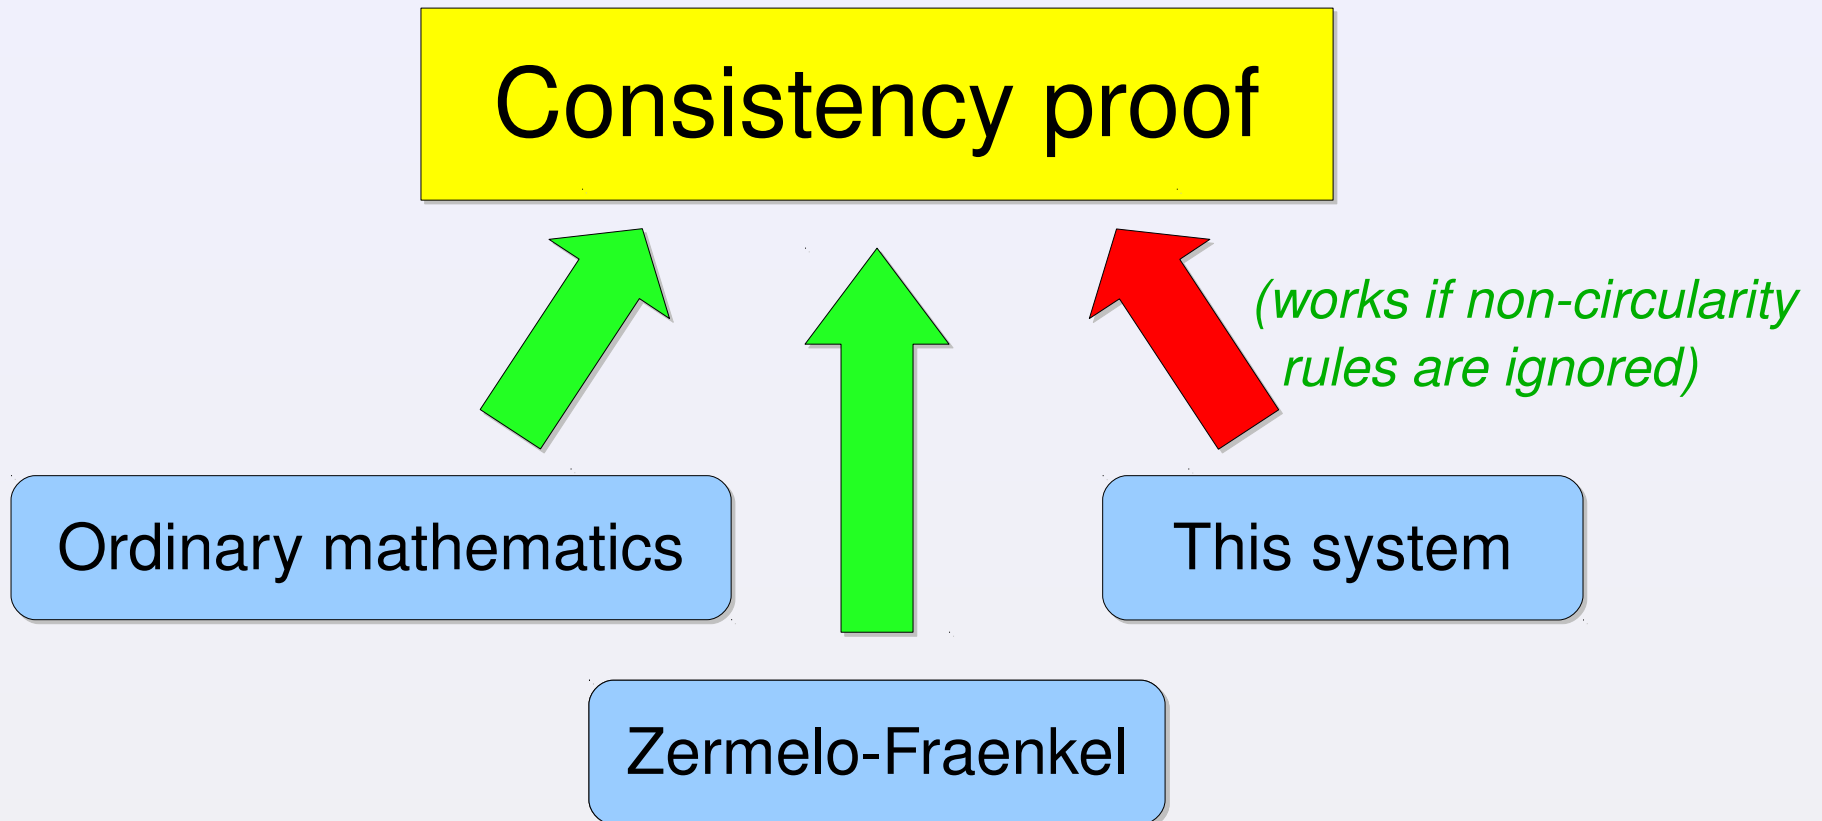 Consistency proof
(works if non-circularity
rules are ignored)
Ordinary mathematics
This system
Zermelo-Fraenkel